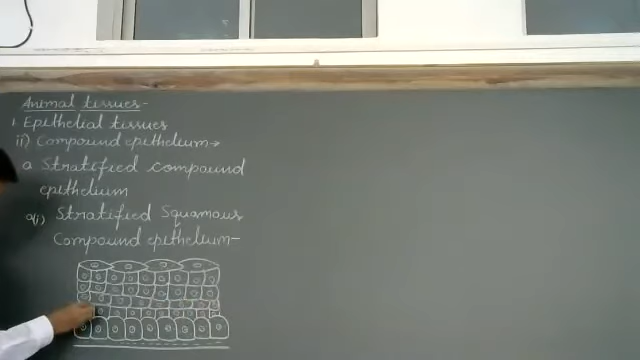 Animal tissues-
1 Epithelial tissues
ii) Compound epithelium→
a Stratified compound
epithelium
a(i) Stratified Squamous
Compound epithelium-